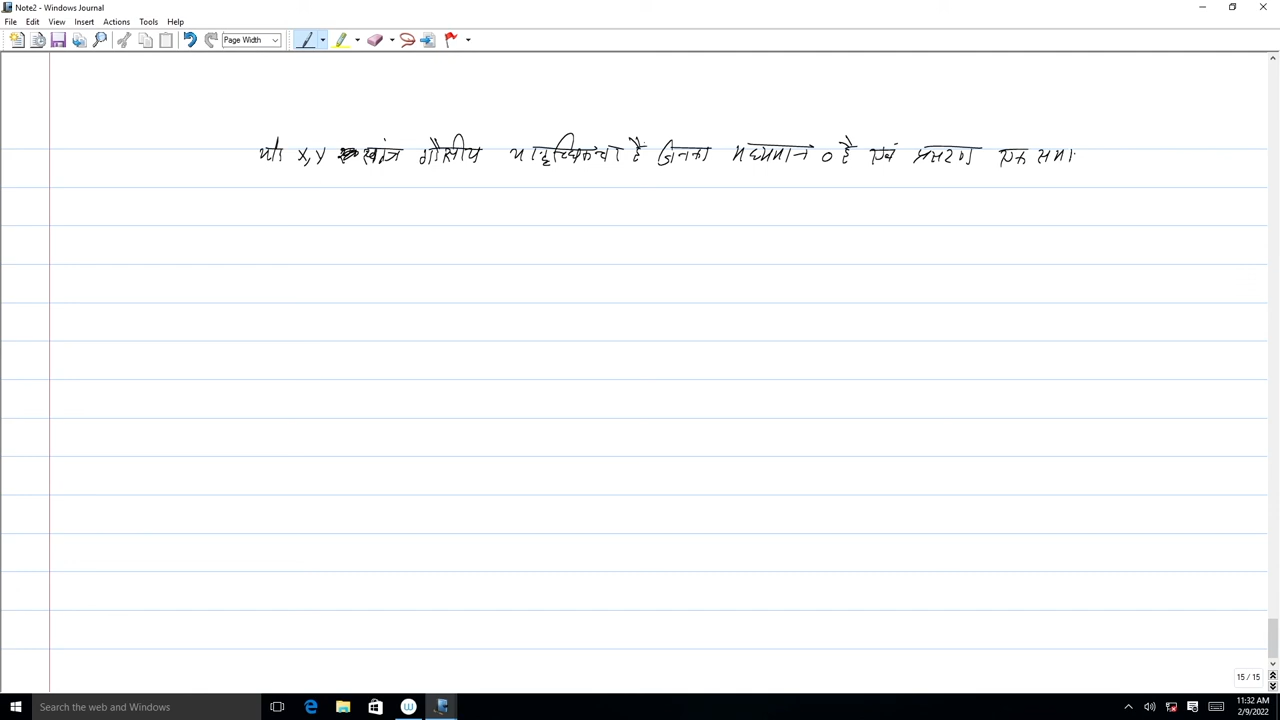 Note2 - Windows Journal
File Edit View Insert Actions Tools Help
Page Width
X, Y स्वतंत्र गौसीय यादृच्छिक चर है जिनका मध्यमान 0 है एवं प्रसरण एक समान
15 / 15
Search the web and Windows
11:32 AM
2/9/2022